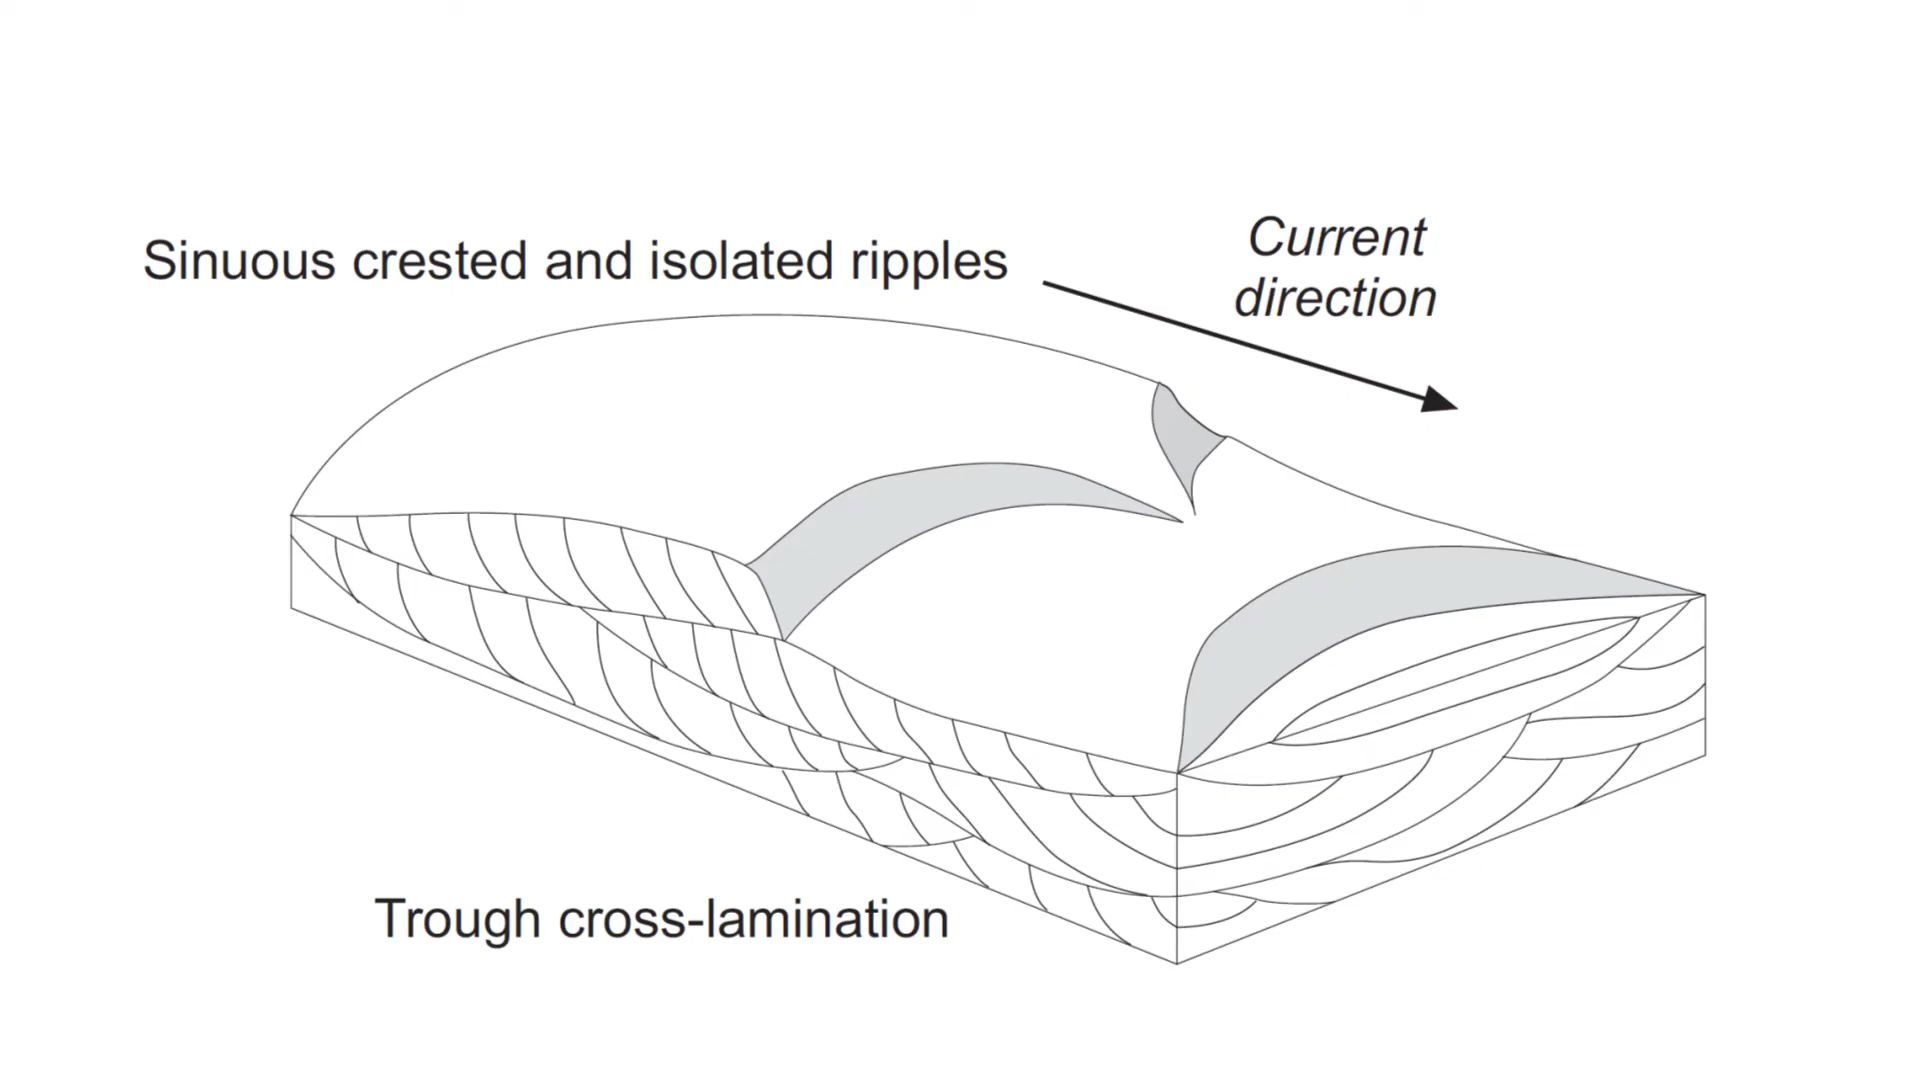 Sinuous crested and isolated ripples
Current
direction
Trough cross-lamination